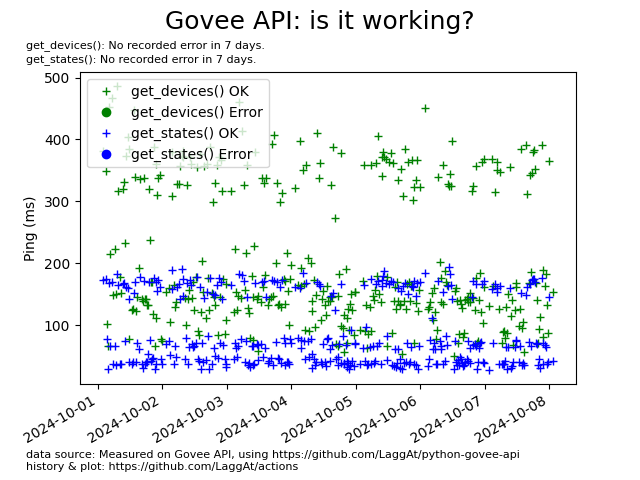 Govee API: is it working?
get_devices(): No recorded error in 7 days.
get_states(): No recorded error in 7 days.
get_devices() OK
get_devices() Error
get_states() OK
get_states() Error
Ping (ms)
500
400
300
200
100
2024-10-01
2024-10-02
2024-10-03
2024-10-04
2024-10-05
2024-10-06
2024-10-07
2024-10-08
data source: Measured on Govee API, using https://github.com/LaggAt/python-govee-api
history & plot: https://github.com/LaggAt/actions